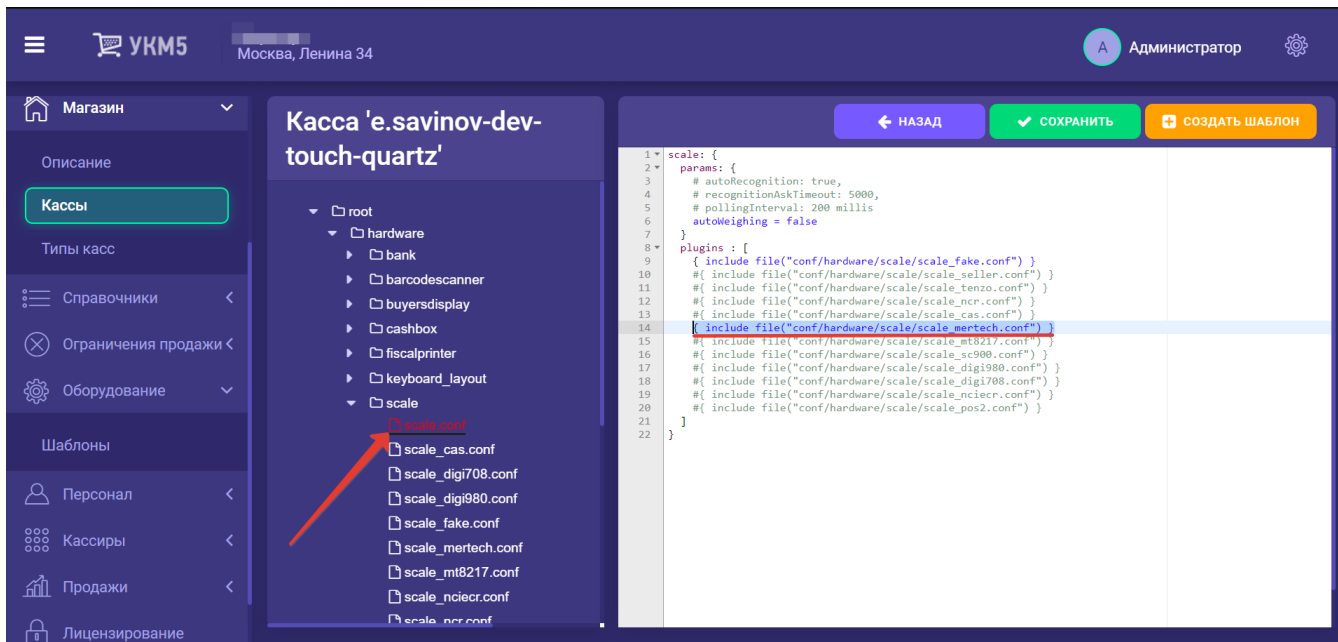 УКМ5
Москва, Ленина 34
А Администратор
Магазин
Описание
Кассы
Типы касс
Справочники
Ограничения продажи
Оборудование
Шаблоны
Персонал
Кассиры
Продажи
Лицензирование
Касса 'e.savinov-dev-
touch-quartz'
root
hardware
bank
barcodescanner
buyersdisplay
cashbox
fiscalprinter
keyboard_layout
scale
scale.conf
scale_cas.conf
scale_digi708.conf
scale_digi980.conf
scale_fake.conf
scale_mertech.conf
scale_mt8217.conf
scale_nciecr.conf
scale_ncr.conf
НАЗАД
СОХРАНИТЬ
СОЗДАТЬ ШАБЛОН
1 scale: {
2 params: {
3 # autoRecognition: true,
4 # recognitionAskTimeout: 5000,
5 # pollingInterval: 200 millis
6 autoWeighing = false
7 }
8 plugins : [
9 { include file("conf/hardware/scale/scale_fake.conf") }
10 #{ include file("conf/hardware/scale/scale_seller.conf") }
11 #{ include file("conf/hardware/scale/scale_tenzo.conf") }
12 #{ include file("conf/hardware/scale/scale_ncr.conf") }
13 #{ include file("conf/hardware/scale/scale_cas.conf") }
14 { include file("conf/hardware/scale/scale_mertech.conf") }
15 #{ include file("conf/hardware/scale/scale_mt8217.conf") }
16 #{ include file("conf/hardware/scale/scale_sc900.conf") }
17 #{ include file("conf/hardware/scale/scale_digi980.conf") }
18 #{ include file("conf/hardware/scale/scale_digi708.conf") }
19 #{ include file("conf/hardware/scale/scale_nciecr.conf") }
20 #{ include file("conf/hardware/scale/scale_pos2.conf") }
21 ]
22 }